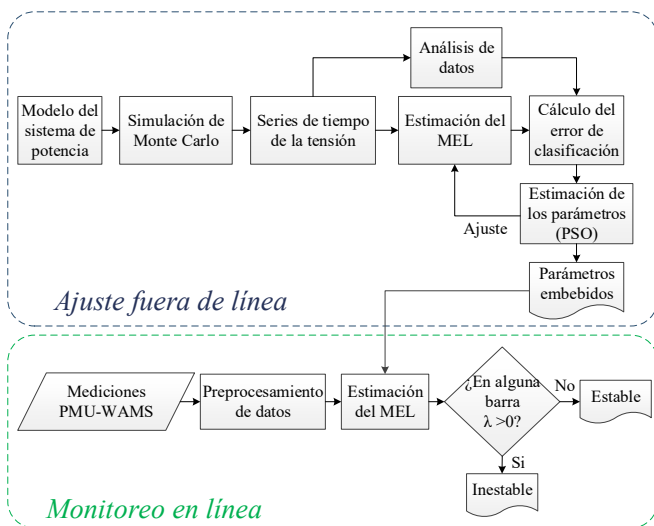 Análisis de
datos
Modelo del
sistema de
potencia
Simulación de
Monte Carlo
Series de tiempo
de la tensión
Estimación del
MEL
Cálculo del
error de
clasificación
Estimación de
los parámetros
(PSO)
Ajuste
Parámetros
embebidos
Ajuste fuera de línea
Mediciones
PMU-WAMS
Preprocesamiento
de datos
Estimación
del MEL
¿En alguna
barra
λ >0?
No
Estable
Si
Inestable
Monitoreo en línea